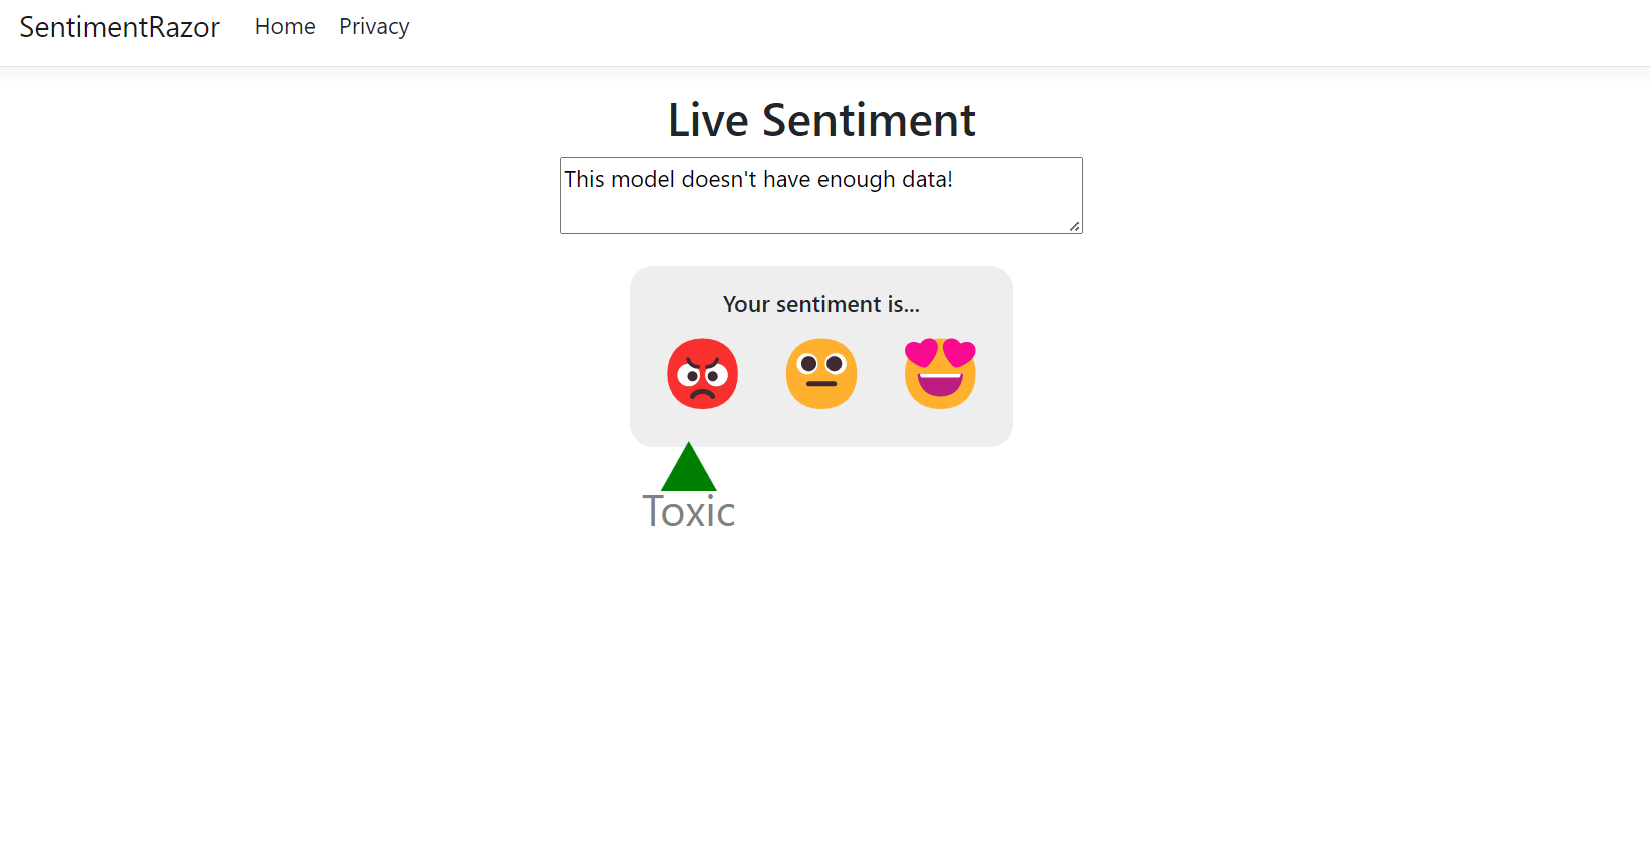 SentimentRazor Home Privacy
Live Sentiment
This model doesn't have enough data!
Your sentiment is...
Toxic